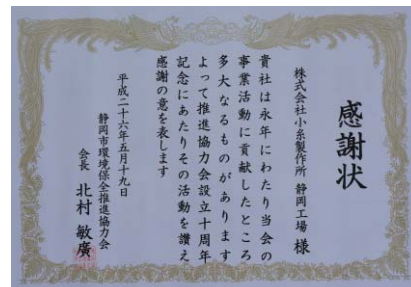 感謝状
株式会社小糸製作所 静岡工場 様
貴社は永年にわたり当会の
事業活動に貢献したところ
多大なるものがあります
よって推進協力会設立十周年
記念にあたりその活動を讃え
感謝の意を表します
平成二十六年五月十九日
静岡市環境保全推進協力会
会長 北村 敏廣